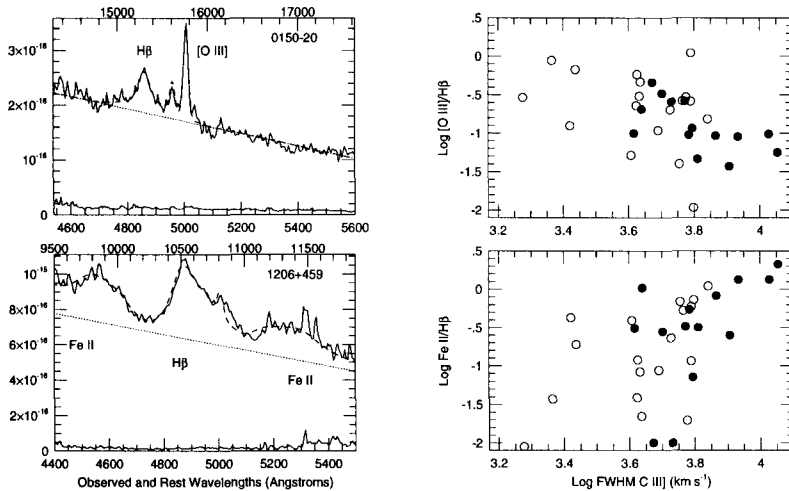 15000 16000 17000
0150-20
3×10⁻¹⁶
Hβ
[O III]
2×10⁻¹⁶
10⁻¹⁶
0
4600 4800 5000 5200 5400 5600
9500 10000 10500 11000 11500
1206+459
10⁻¹⁵
8×10⁻¹⁶
6×10⁻¹⁶
4×10⁻¹⁶
2×10⁻¹⁶
0
Fe II
Hβ
Fe II
4400 4600 4800 5000 5200 5400
Observed and Rest Wavelengths (Angstroms)
Log [O III]/Hβ
.5
0
-.5
-1
-1.5
-2
3.2 3.4 3.6 3.8 4
Log Fe II/Hβ
.5
0
-.5
-1
-1.5
-2
3.2 3.4 3.6 3.8 4
Log FWHM C III] (km s⁻¹)